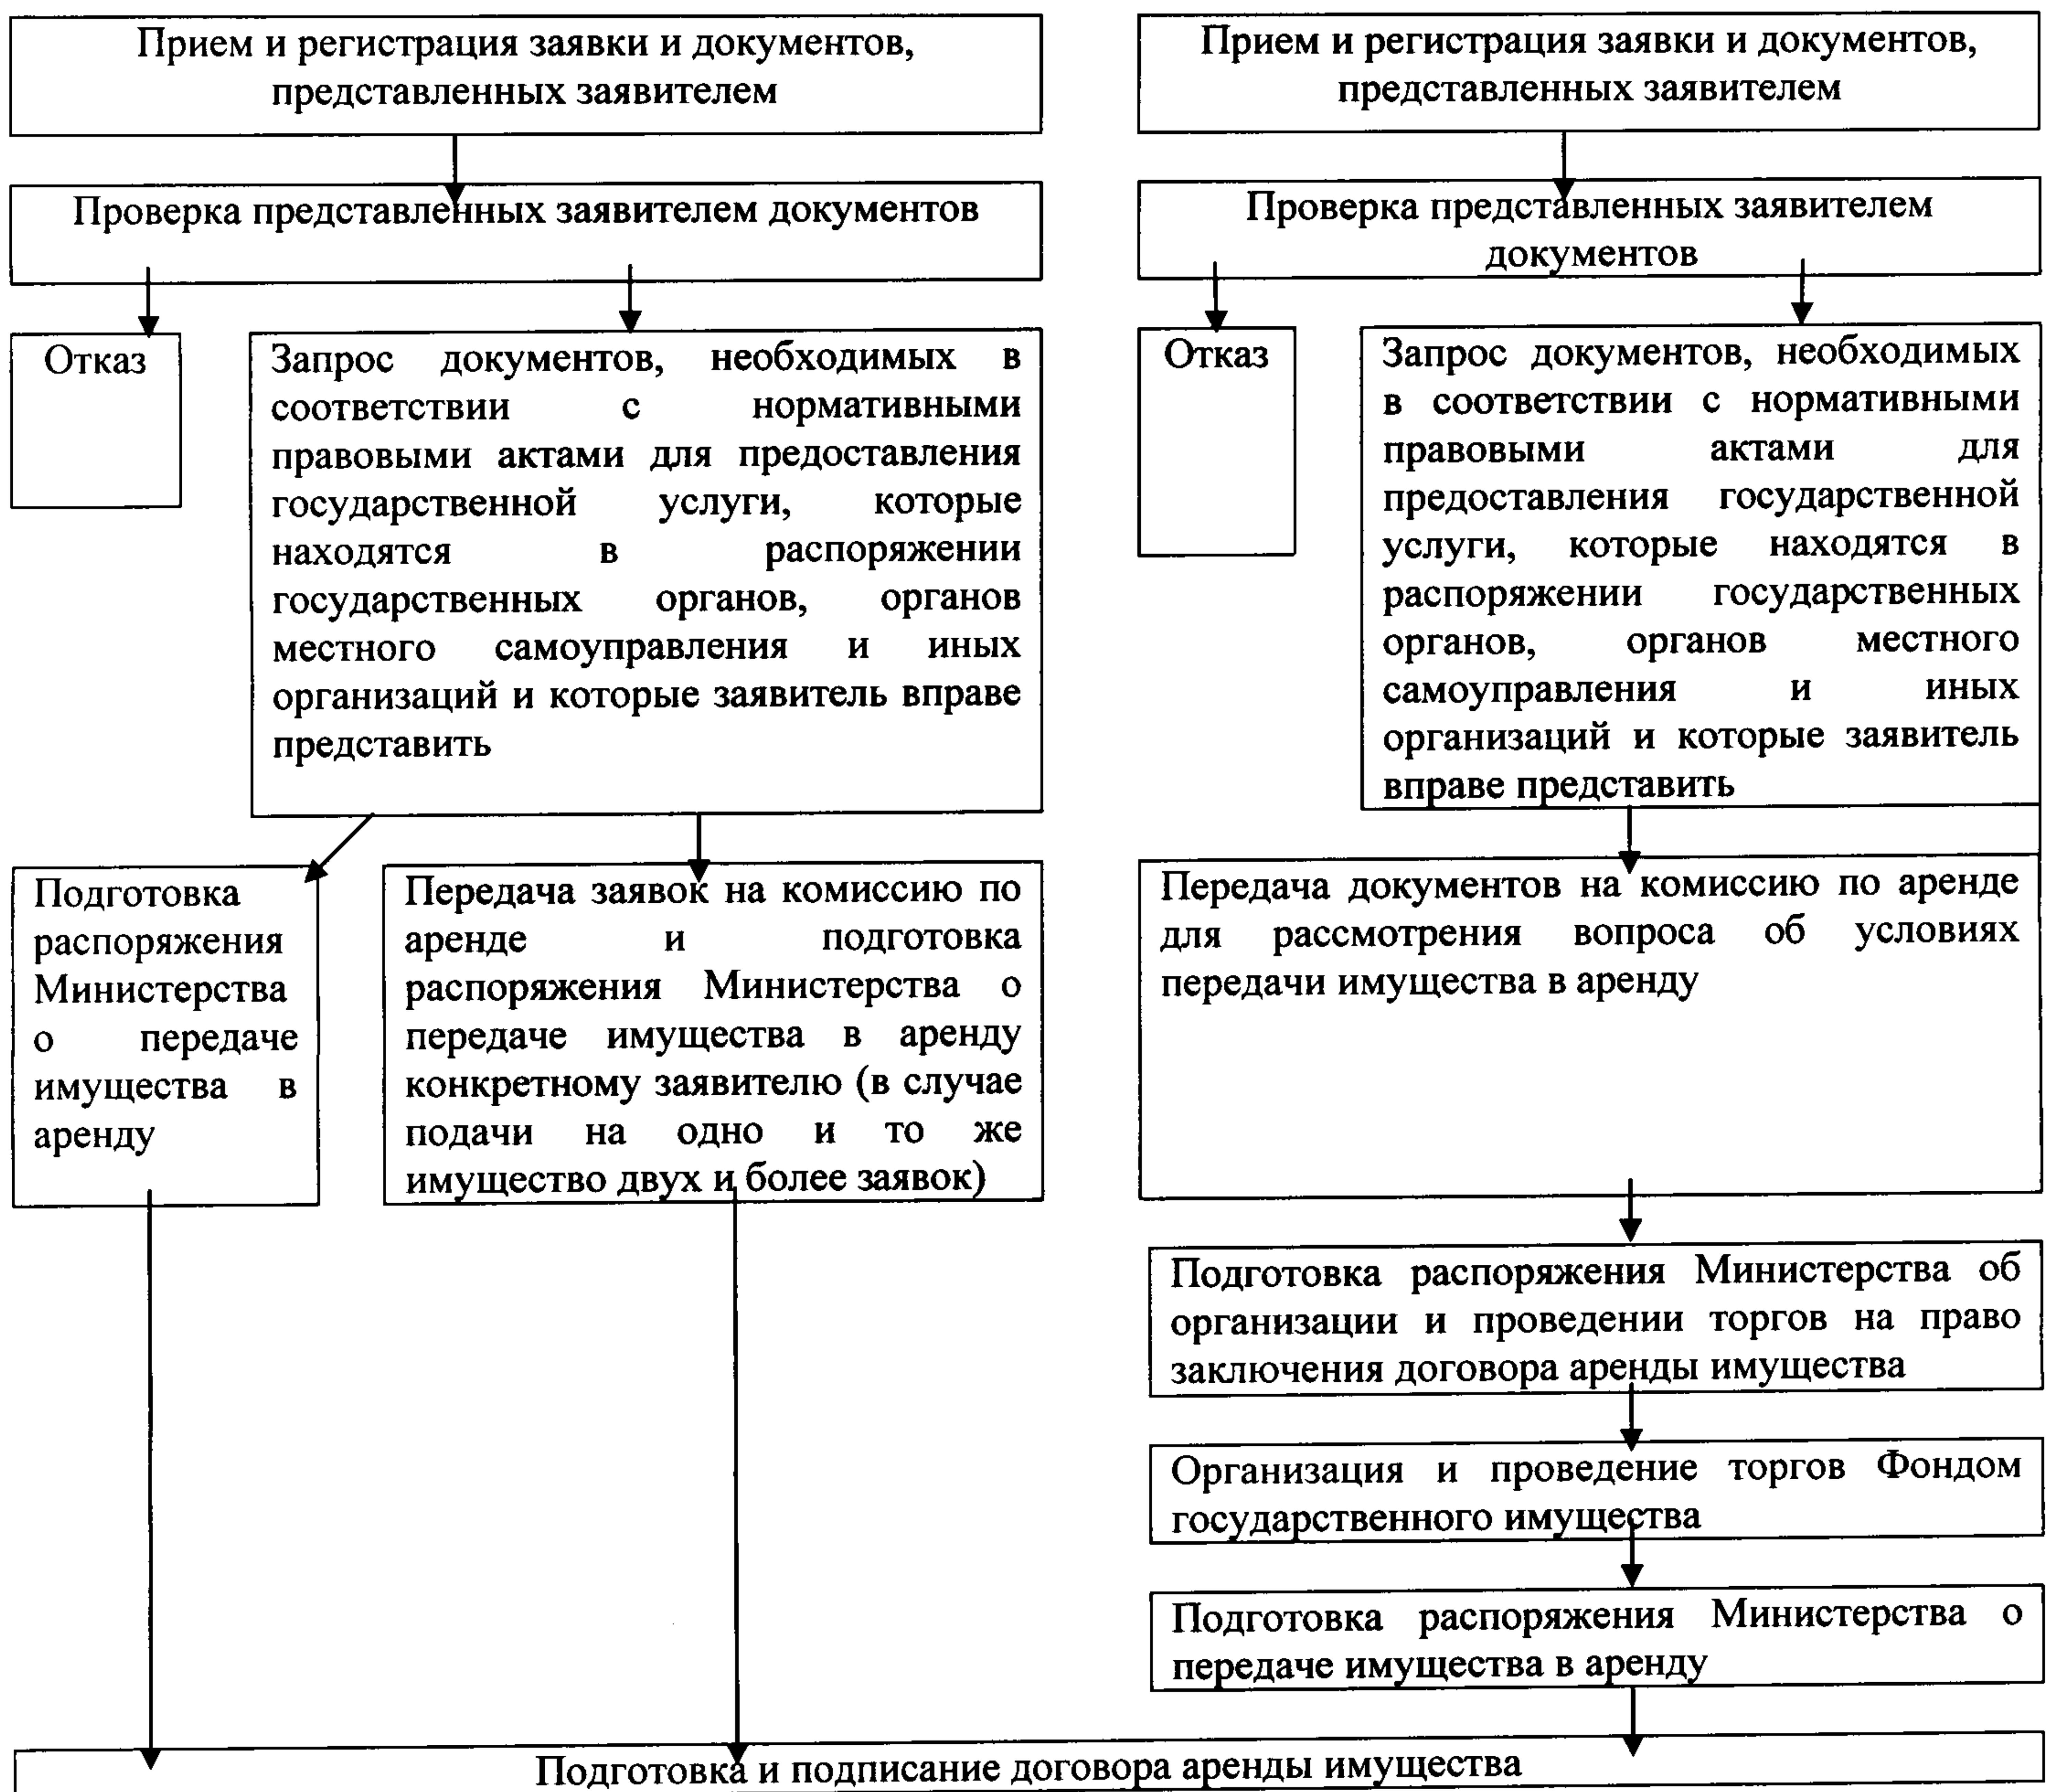 Прием и регистрация заявки и документов,
представленных заявителем
Проверка представленных заявителем документов
Отказ
Запрос документов, необходимых в
соответствии с нормативными
правовыми актами для предоставления
государственной услуги, которые
находятся в распоряжении
государственных органов, органов
местного самоуправления и иных
организаций и которые заявитель вправе
представить
Подготовка
распоряжения
Министерства
о передаче
имущества в
аренду
Передача заявок на комиссию по
аренде и подготовка
распоряжения Министерства о
передаче имущества в аренду
конкретному заявителю (в случае
подачи на одно и то же
имущество двух и более заявок)
Прием и регистрация заявки и документов,
представленных заявителем
Проверка представленных заявителем
документов
Отказ
Запрос документов, необходимых
в соответствии с нормативными
правовыми актами для
предоставления государственной
услуги, которые находятся в
распоряжении государственных
органов, органов местного
самоуправления и иных
организаций и которые заявитель
вправе представить
Передача документов на комиссию по аренде
для рассмотрения вопроса об условиях
передачи имущества в аренду
Подготовка распоряжения Министерства об
организации и проведении торгов на право
заключения договора аренды имущества
Организация и проведение торгов Фондом
государственного имущества
Подготовка распоряжения Министерства о
передаче имущества в аренду
Подготовка и подписание договора аренды имущества